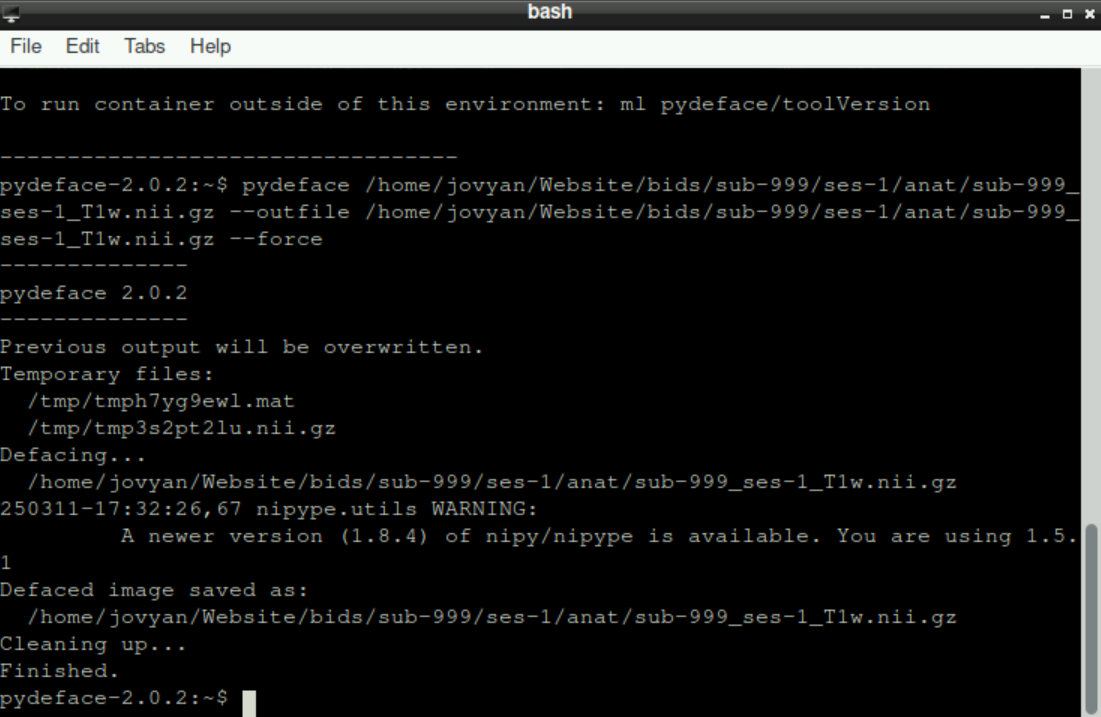 bash
File Edit Tabs Help
To run container outside of this environment: ml pydeface/toolVersion
----------------------------------
pydeface-2.0.2:~$ pydeface /home/jovyan/Website/bids/sub-999/ses-1/anat/sub-999_
ses-1_T1w.nii.gz --outfile /home/jovyan/Website/bids/sub-999/ses-1/anat/sub-999_
ses-1_T1w.nii.gz --force
--------------
pydeface 2.0.2
--------------
Previous output will be overwritten.
Temporary files:
  /tmp/tmph7yg9ewl.mat
  /tmp/tmp3s2pt2lu.nii.gz
Defacing...
  /home/jovyan/Website/bids/sub-999/ses-1/anat/sub-999_ses-1_T1w.nii.gz
250311-17:32:26,67 nipype.utils WARNING:
         A newer version (1.8.4) of nipy/nipype is available. You are using 1.5.
1
Defaced image saved as:
  /home/jovyan/Website/bids/sub-999/ses-1/anat/sub-999_ses-1_T1w.nii.gz
Cleaning up...
Finished.
pydeface-2.0.2:~$